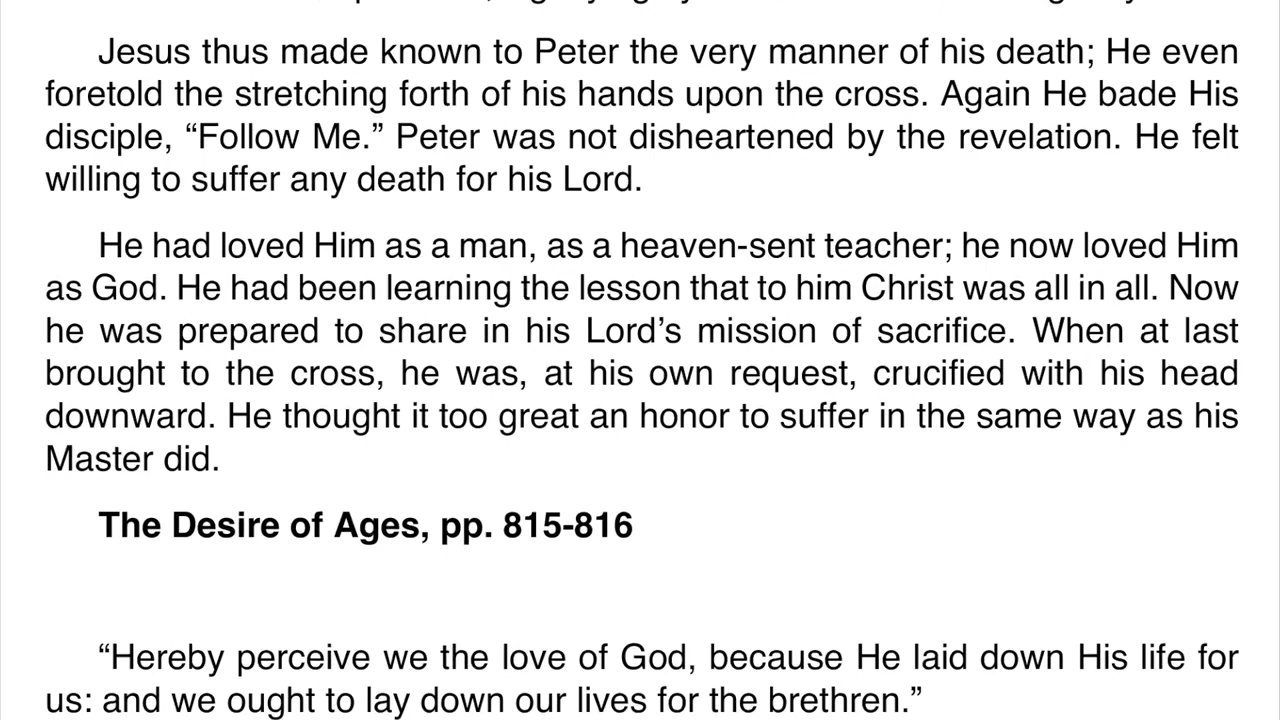 Jesus thus made known to Peter the very manner of his death; He even
foretold the stretching forth of his hands upon the cross. Again He bade His
disciple, “Follow Me.” Peter was not disheartened by the revelation. He felt
willing to suffer any death for his Lord.
He had loved Him as a man, as a heaven-sent teacher; he now loved Him
as God. He had been learning the lesson that to him Christ was all in all. Now
he was prepared to share in his Lord’s mission of sacrifice. When at last
brought to the cross, he was, at his own request, crucified with his head
downward. He thought it too great an honor to suffer in the same way as his
Master did.
The Desire of Ages, pp. 815-816
“Hereby perceive we the love of God, because He laid down His life for
us: and we ought to lay down our lives for the brethren.”